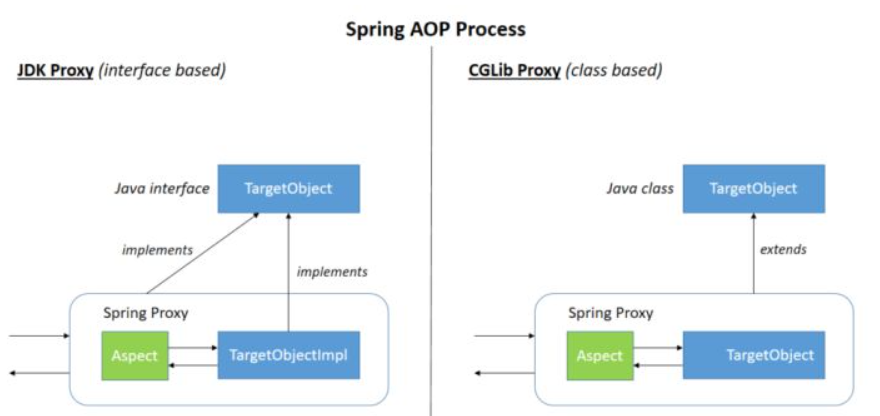 Spring AOP Process
JDK Proxy (interface based)
Java interface
TargetObject
implements
implements
Spring Proxy
Aspect
TargetObjectImpl
CGLib Proxy (class based)
Java class
TargetObject
extends
Spring Proxy
Aspect
TargetObject